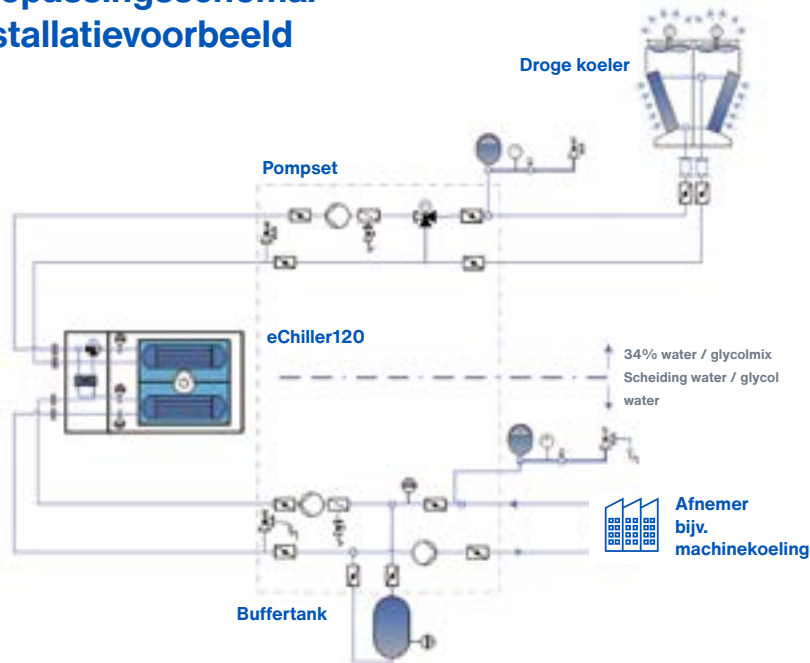 stallatievoorbeeld
Droge koeler
Pompset
eChiller120
34% water / glycolmix
Scheiding water / glycol
water
Afnemer
bijv.
machinekoeling
Buffertank